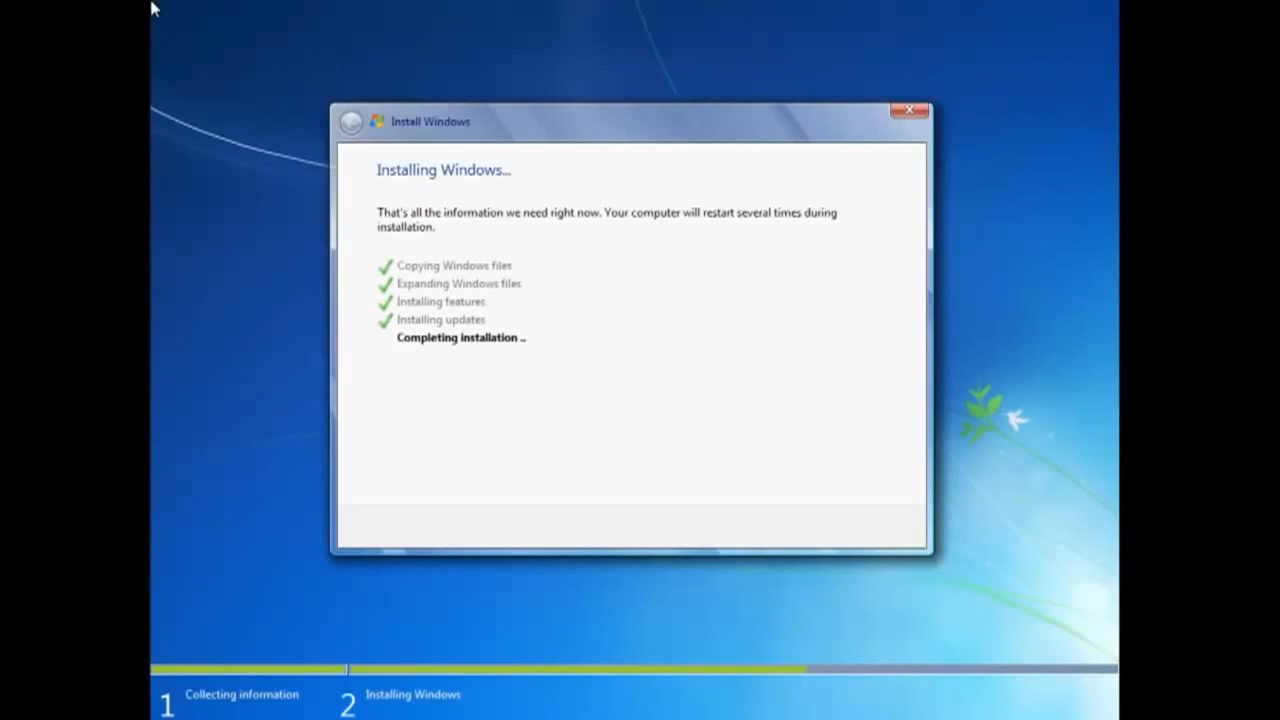 Install Windows
Installing Windows...
That's all the information we need right now. Your computer will restart several times during
installation.
Copying Windows files
Expanding Windows files
Installing features
Installing updates
Completing installation ..
1 Collecting information
2 Installing Windows